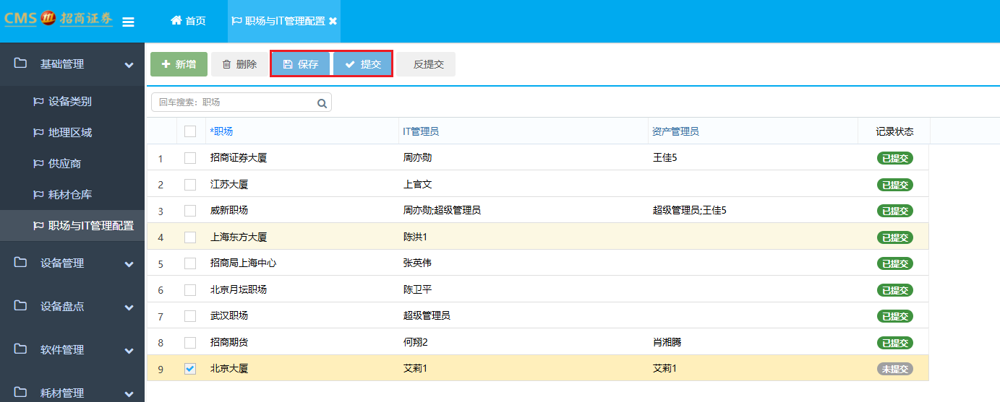 CMS 招商证券
首页
职场与IT管理配置
基础管理
设备类别
地理区域
供应商
耗材仓库
职场与IT管理配置
设备管理
设备盘点
软件管理
耗材管理
新增 删除 保存 提交 反提交
回车搜索：职场
*职场 IT管理员 资产管理员 记录状态
1 招商证券大厦 周亦勋 王佳5 已提交
2 江苏大厦 上官文 已提交
3 威新职场 周亦勋;超级管理员 超级管理员;王佳5 已提交
4 上海东方大厦 陈洪1 已提交
5 招商局上海中心 张英伟 已提交
6 北京月坛职场 陈卫平 已提交
7 武汉职场 超级管理员 已提交
8 招商期货 何翔2 肖湘腾 已提交
9 北京大厦 艾莉1 艾莉1 未提交